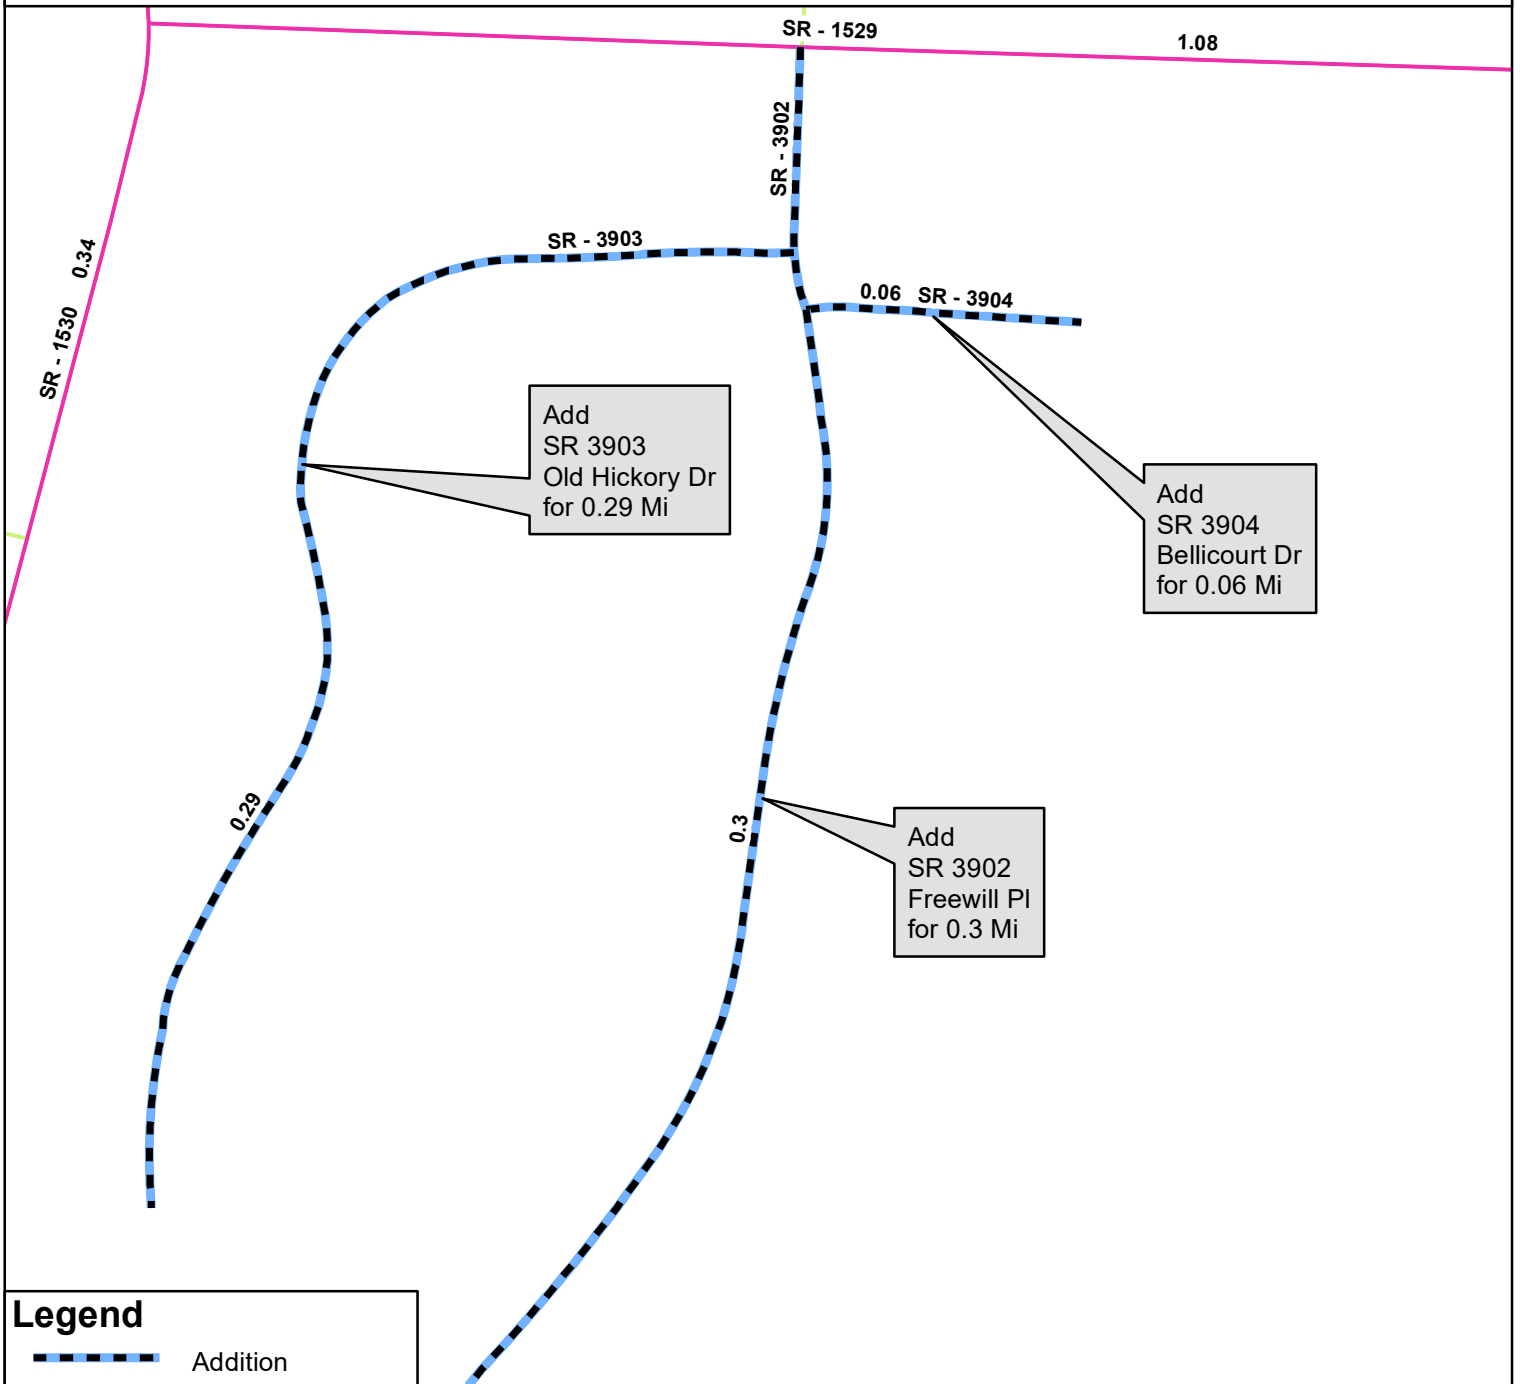 SR - 1529
1.08
SR - 3902
SR - 3903
0.34
SR - 1530
0.06 SR - 3904
Add
SR 3903
Old Hickory Dr
for 0.29 Mi
Add
SR 3904
Bellicourt Dr
for 0.06 Mi
0.29
0.3
Add
SR 3902
Freewill Pl
for 0.3 Mi
Legend
Addition